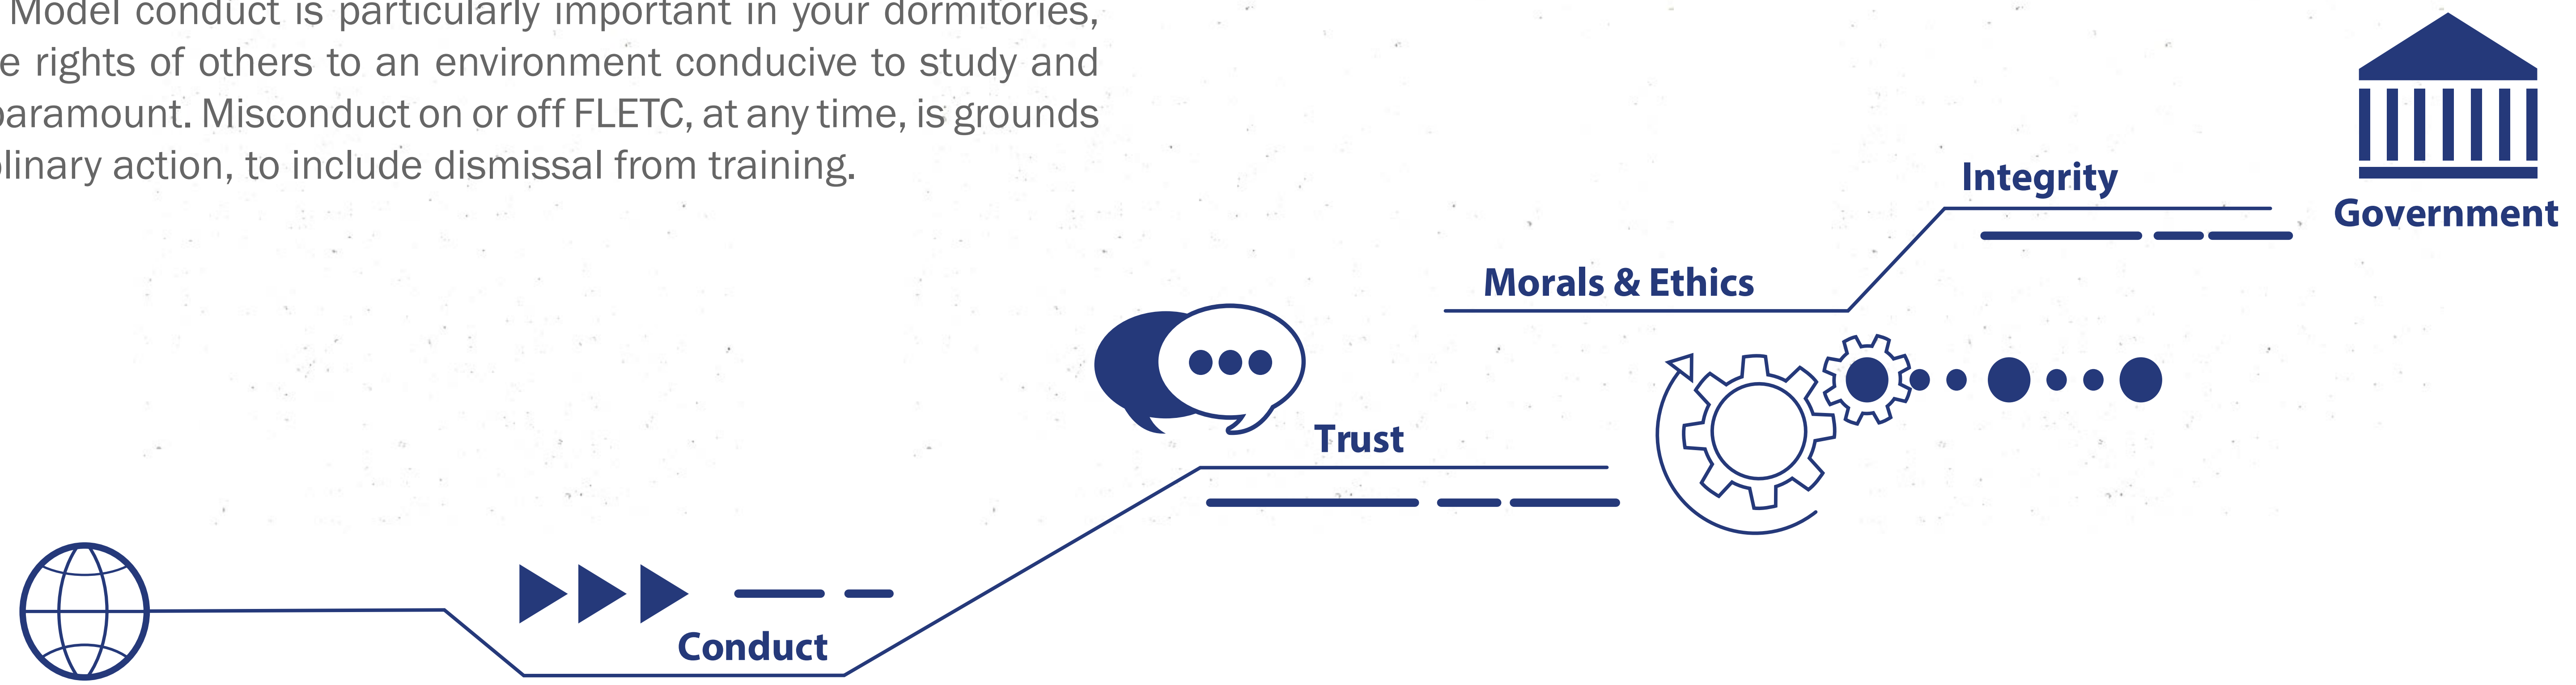 Model conduct is particularly important in your dormitories,
e rights of others to an environment conducive to study and
paramount. Misconduct on or off FLETC, at any time, is grounds
linary action, to include dismissal from training.
Integrity
Government
Morals & Ethics
Trust
Conduct